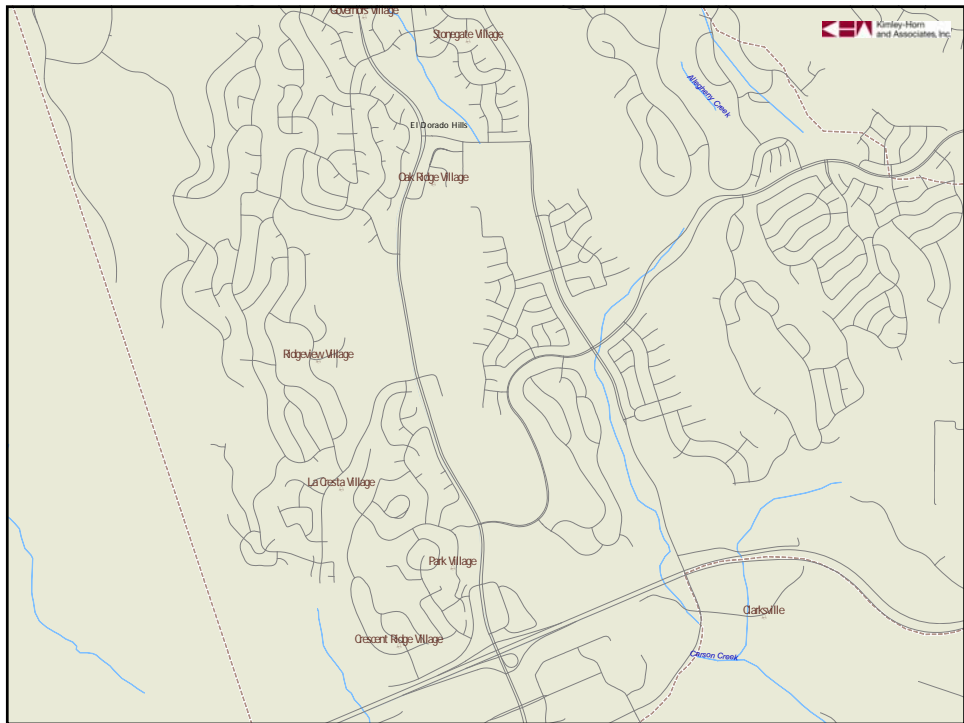 Governors Village
Stonegate Village
Kimley-Horn
and Associates, Inc.
Allegheny Creek
El Dorado Hills
Oak Ridge Village
Ridgeview Village
La Cresta Village
Park Village
Clarksville
Crescent Ridge Village
Carson Creek